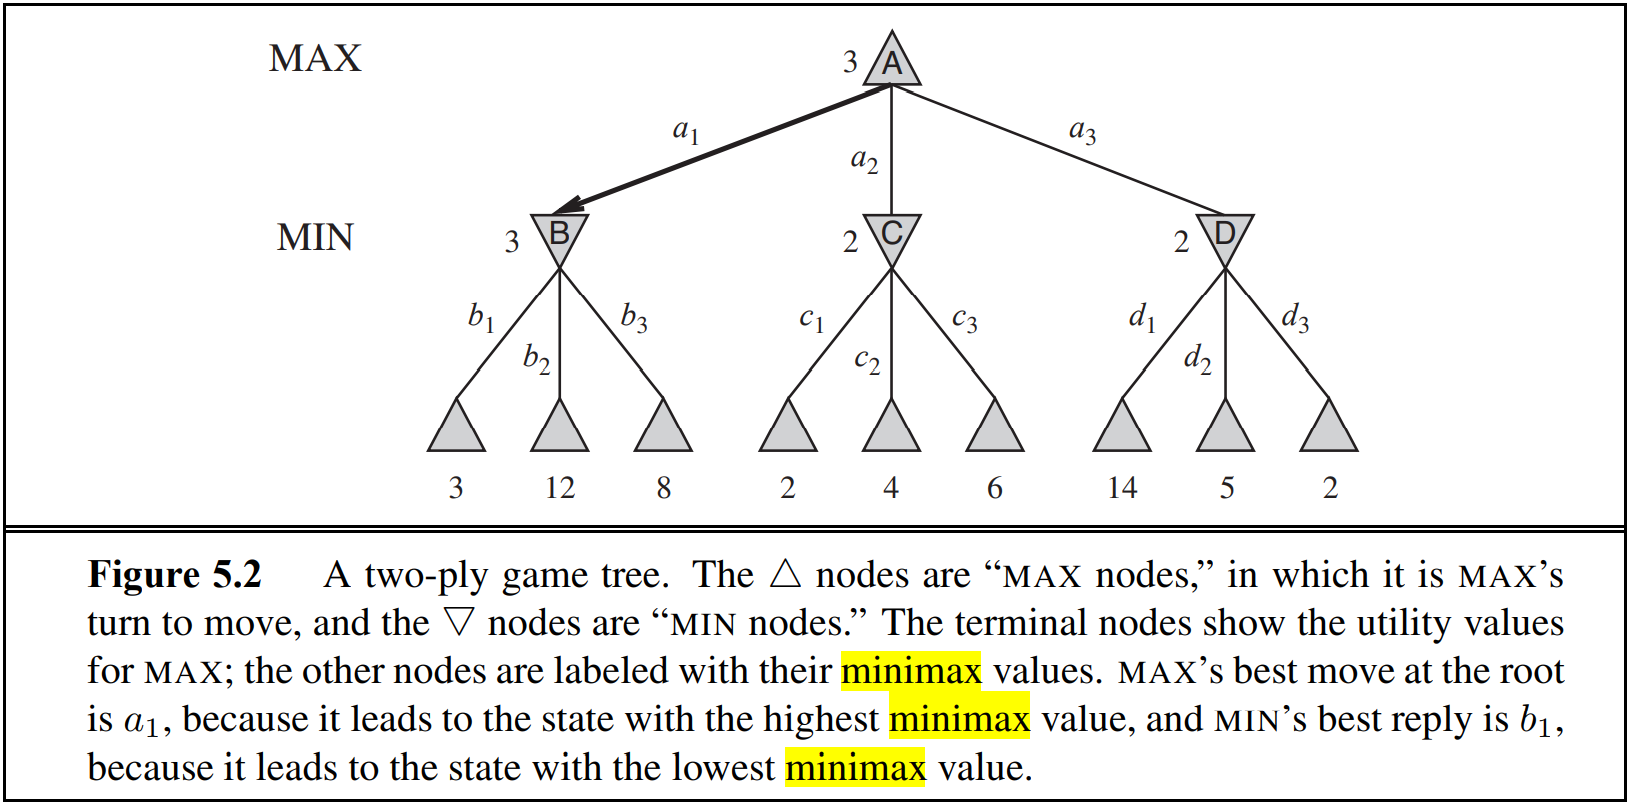 MAX
3 A
a1
a2
a3
MIN
3 B
2 C
2 D
b1
b2
b3
c1
c2
c3
d1
d2
d3
3 12 8 2 4 6 14 5 2
Figure 5.2 A two-ply game tree. The △ nodes are “MAX nodes,” in which it is MAX’s
turn to move, and the ▽ nodes are “MIN nodes.” The terminal nodes show the utility values
for MAX; the other nodes are labeled with their minimax values. MAX’s best move at the root
is a1, because it leads to the state with the highest minimax value, and MIN’s best reply is b1,
because it leads to the state with the lowest minimax value.